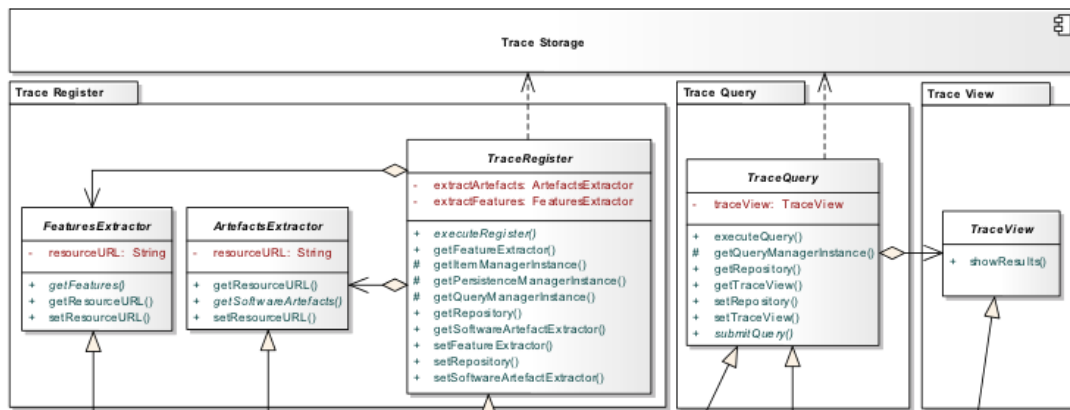 Trace Storage
Trace Register
Trace Query
Trace View
TraceRegister
- extractArtefacts: ArtefactsExtractor
- extractFeatures: FeaturesExtractor
+ executeRegister()
+ getFeatureExtractor()
# getItemManagerInstance()
# getPersistenceManagerInstance()
# getQueryManagerInstance()
+ getRepository()
+ getSoftwareArtefactExtractor()
+ setFeatureExtractor()
+ setRepository()
+ setSoftwareArtefactExtractor()
FeaturesExtractor
- resourceURL: String
+ getFeatures()
+ getResourceURL()
+ setResourceURL()
ArtefactsExtractor
- resourceURL: String
+ getResourceURL()
+ getSoftwareArtefacts()
+ setResourceURL()
TraceQuery
- traceView: TraceView
+ executeQuery()
# getQueryManagerInstance()
+ getRepository()
+ getTraceView()
+ setRepository()
+ setTraceView()
+ submitQuery()
TraceView
+ showResults()